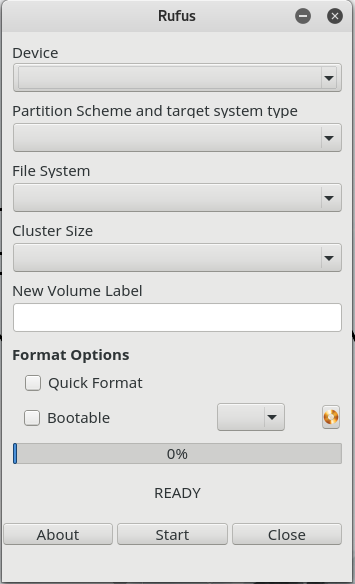 Rufus
Device
Partition Scheme and target system type
File System
Cluster Size
New Volume Label
Format Options
Quick Format
Bootable
0%
READY
About Start Close